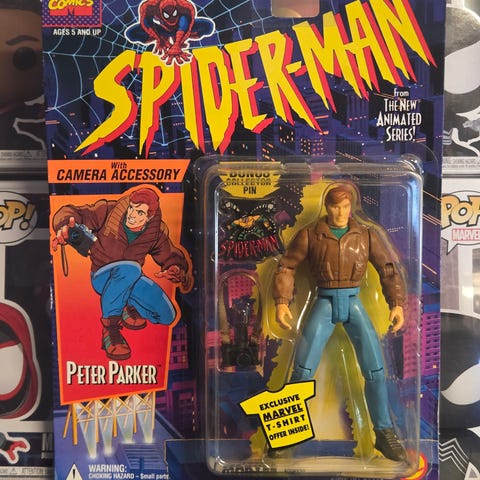 COMICS
AGES 5 AND UP
SPIDER-MAN
from
THE NEW
ANIMATED
SERIES!
With
CAMERA ACCESSORY
BONUS
COLLECTOR
PIN
SPIDER-MAN
PETER PARKER
EXCLUSIVE
MARVEL
T-SHIRT
OFFER INSIDE!
WARNING:
CHOKING HAZARD - Small parts.
POP!
POP
MARVEL